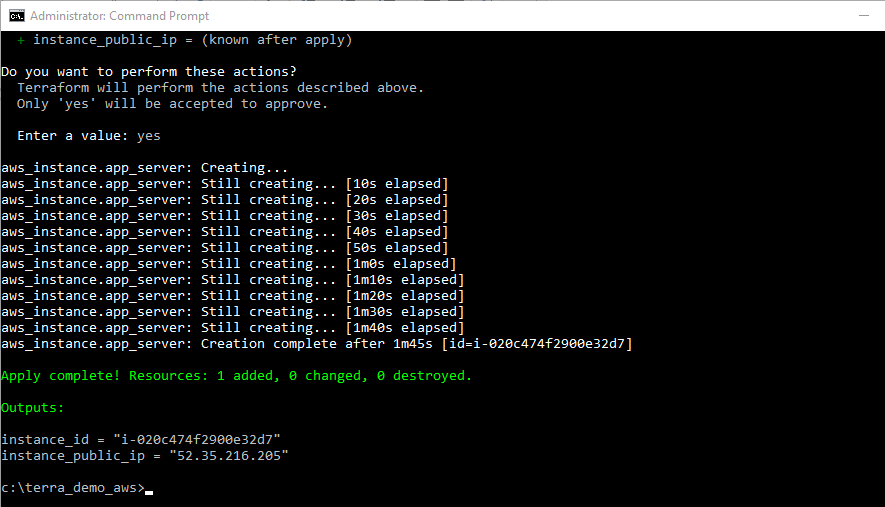 Administrator: Command Prompt
+ instance_public_ip = (known after apply)
Do you want to perform these actions?
Terraform will perform the actions described above.
Only 'yes' will be accepted to approve.
Enter a value: yes
aws_instance.app_server: Creating...
aws_instance.app_server: Still creating... [10s elapsed]
aws_instance.app_server: Still creating... [20s elapsed]
aws_instance.app_server: Still creating... [30s elapsed]
aws_instance.app_server: Still creating... [40s elapsed]
aws_instance.app_server: Still creating... [50s elapsed]
aws_instance.app_server: Still creating... [1m0s elapsed]
aws_instance.app_server: Still creating... [1m10s elapsed]
aws_instance.app_server: Still creating... [1m20s elapsed]
aws_instance.app_server: Still creating... [1m30s elapsed]
aws_instance.app_server: Still creating... [1m40s elapsed]
aws_instance.app_server: Creation complete after 1m45s [id=i-020c474f2900e32d7]
Apply complete! Resources: 1 added, 0 changed, 0 destroyed.
Outputs:
instance_id = "i-020c474f2900e32d7"
instance_public_ip = "52.35.216.205"
c:\terra_demo_aws>